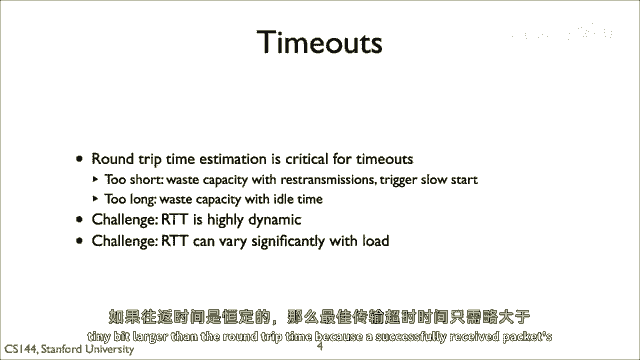 Timeouts
• Round trip time estimation is critical for timeouts
‣ Too short: waste capacity with restransmissions, trigger slow start
‣ Too long: waste capacity with idle time
• Challenge: RTT is highly dynamic
• Challenge: RTT can vary significantly with load
如果往返时间是恒定的，那么最佳传输超时时间只需略大于
tiny bit larger than the round trip time because a successfully received packet's
CS144, Stanford University
4